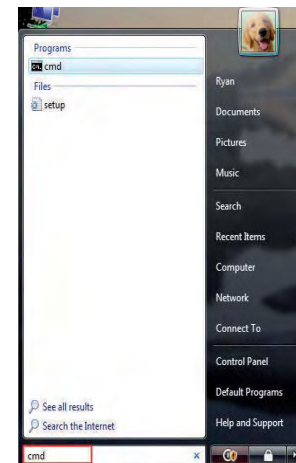 Programs
cmd
Files
setup
See all results
Search the Internet
cmd
Ryan
Documents
Pictures
Music
Search
Recent Items
Computer
Network
Connect To
Control Panel
Default Programs
Help and Support